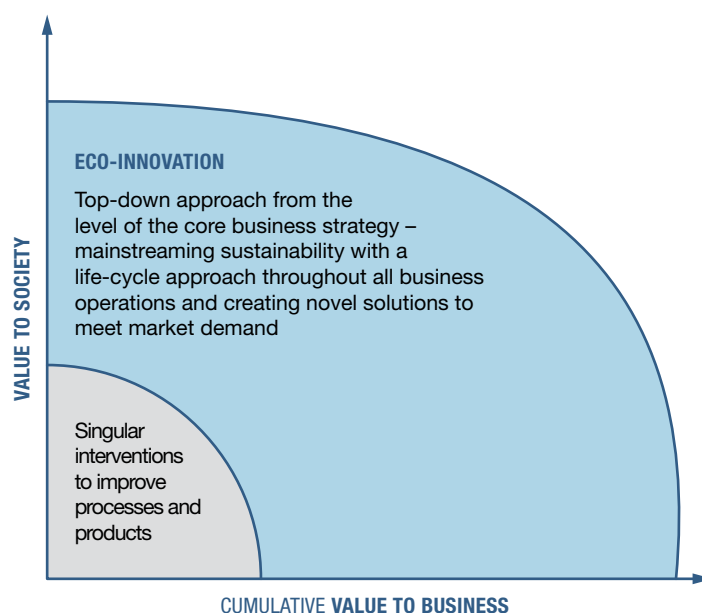 ECO-INNOVATION
Top-down approach from the
level of the core business strategy –
mainstreaming sustainability with a
life-cycle approach throughout all business
operations and creating novel solutions to
meet market demand
VALUE TO SOCIETY
Singular
interventions
to improve
processes and
products
CUMULATIVE VALUE TO BUSINESS